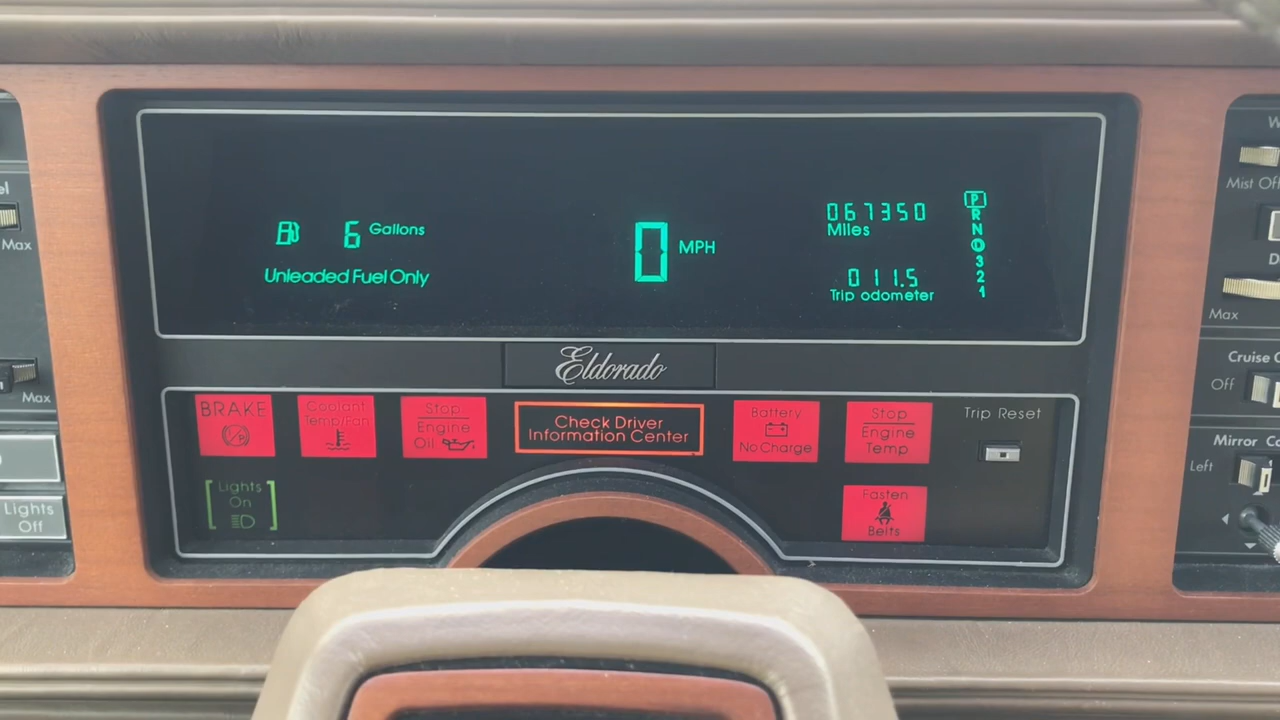 el
Max
Max
Lights
Off
6 Gallons
Unleaded Fuel Only
0 MPH
067350
Miles
011.5
Trip odometer
P
R
N
D
3
2
1
Eldorado
BRAKE
(P)
Coolant
Temp/Fan
Stop
Engine
Oil
Check Driver
Information Center
Battery
No Charge
Stop
Engine
Temp
Trip Reset
Lights
On
Fasten
Belts
W
Mist Off
D
Max
Cruise C
Off
Mirror Co
Left